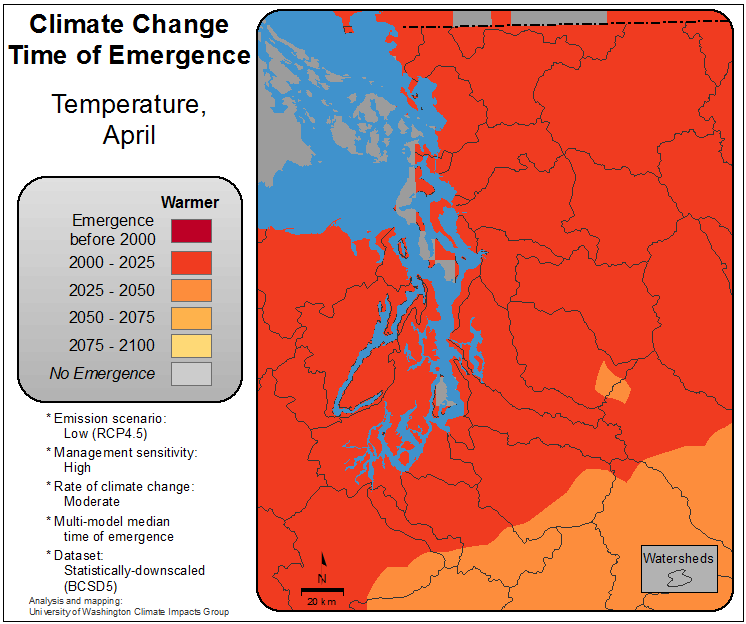 Climate Change
Time of Emergence
Temperature,
April
Warmer
Emergence
before 2000
2000 - 2025
2025 - 2050
2050 - 2075
2075 - 2100
No Emergence
* Emission scenario:
Low (RCP4.5)
* Management sensitivity:
High
* Rate of climate change:
Moderate
* Multi-model median
time of emergence
* Dataset:
Statistically-downscaled
(BCSD5)
Analysis and mapping:
University of Washington Climate Impacts Group
N
20 km
Watersheds